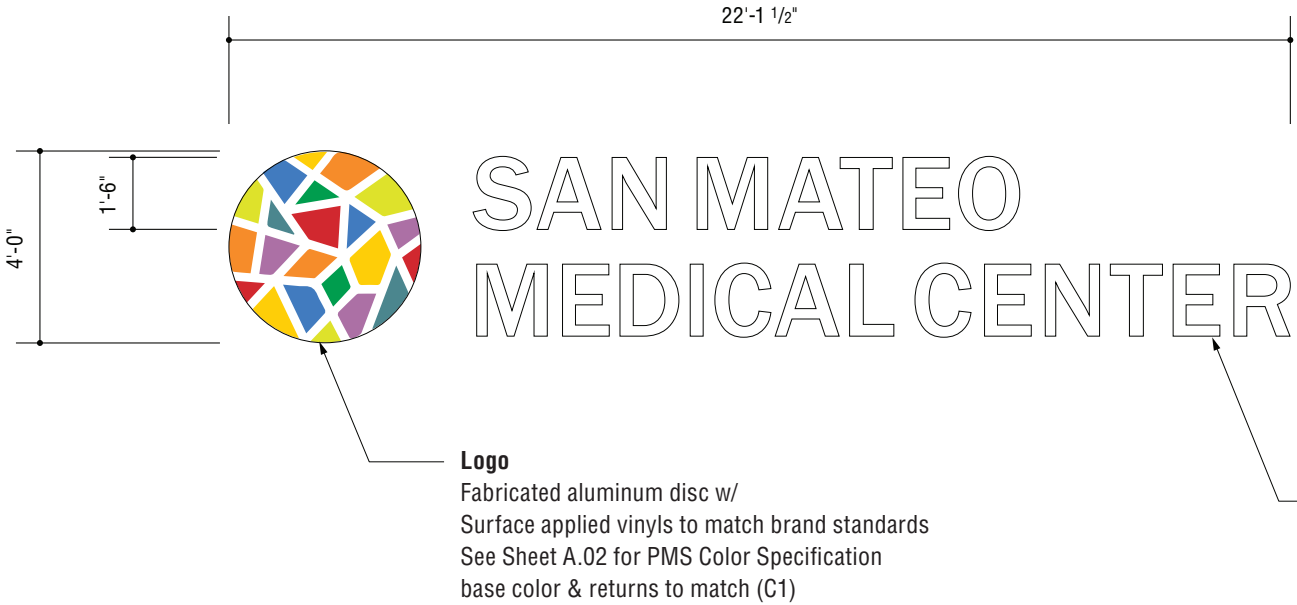 22'-1 1/2"
1'-6"
4'-0"
SAN MATEO
MEDICAL CENTER
Logo
Fabricated aluminum disc w/
Surface applied vinyls to match brand standards
See Sheet A.02 for PMS Color Specification
base color & returns to match (C1)